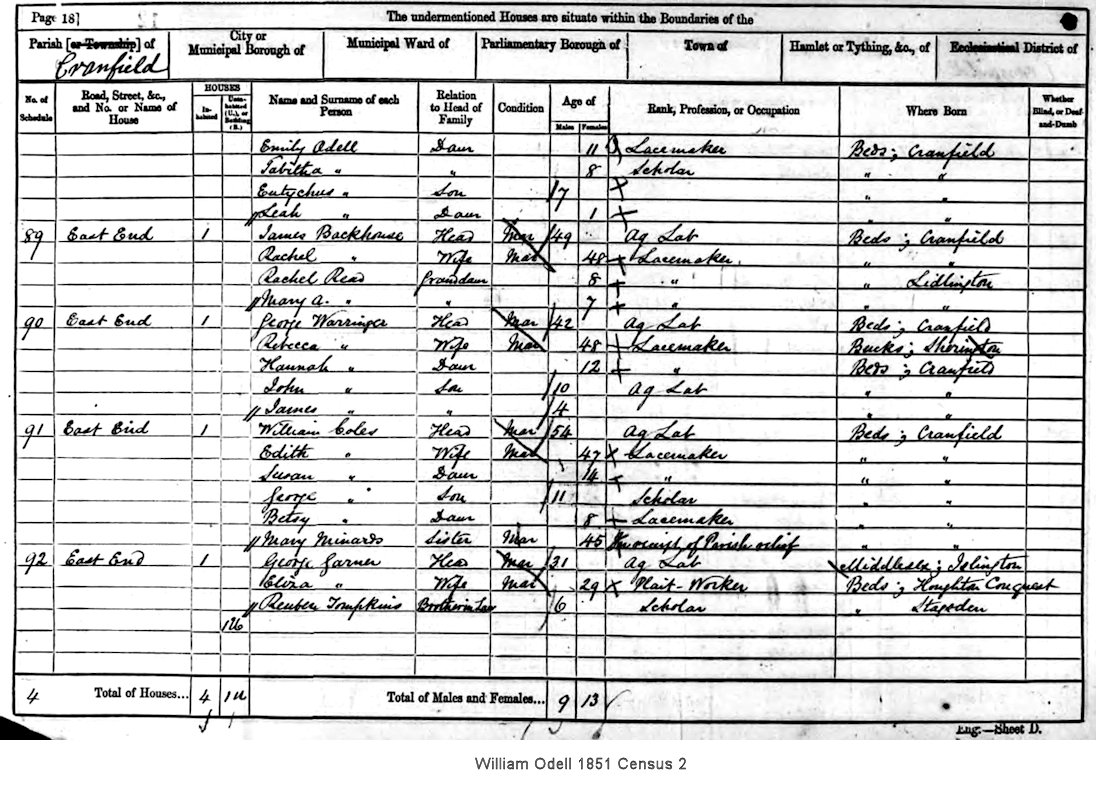 Page 18]
The undermentioned Houses are situate within the Boundaries of the
Parish [or Township] of
Cranfield
City or Municipal Borough of
Municipal Ward of
Parliamentary Borough of
Town of
Hamlet or Tything, &c., of
Ecclesiastical District of
No. of Schedule
Road, Street, &c., and No. or Name of House
HOUSES
Inhabited
Uninhabited (U.), or Building (B.)
Name and Surname of each Person
Relation to Head of Family
Condition
Age of
Males
Females
Rank, Profession, or Occupation
Where Born
Whether Blind, or Deaf-and-Dumb
Emily Odell Daur 11 Lacemaker Beds ; Cranfield
Tabitha " " 8 Scholar " "
Eutychus " Son 7 " "
Leah " Daur 1 " "
89 East End 1 James Backhouse Head Mar 49 Ag Lab Beds ; Cranfield
Rachel " Wife Mar 48 Lacemaker " "
Rachel Read Grandaur 8 " " Lidlington
Mary A. " " 7 " " "
90 East End 1 George Warringer Head Mar 42 Ag Lab Beds ; Cranfield
Rebecca " Wife Mar 48 Lacemaker Bucks ; Sherington
Hannah " Daur 12 " Beds ; Cranfield
John " Son 10 Ag Lab " "
James " " 4 " "
91 East End 1 William Coles Head Mar 54 Ag Lab Beds ; Cranfield
Edith " Wife Mar 47 Lacemaker " "
Susan " Daur 14 " " "
George " Son 11 Scholar " "
Betsy " Daur 8 Lacemaker " "
Mary Minards Sister Mar 45 In receipt of Parish relief " "
92 East End 1 George Garner Head Mar 31 Ag Lab Middlesex ; Islington
Eliza " Wife Mar 29 Plait-Worker Beds ; Houghton Conquest
Reuben Tompkins Brotherinlaw 6 Scholar " Stagsden
4 Total of Houses... 4 Total of Males and Females... 9 13
Eng.—Sheet D.
William Odell 1851 Census 2